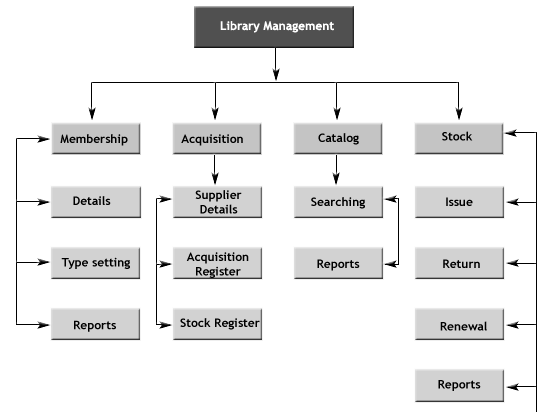 Library Management
Membership
Acquisition
Catalog
Stock
Details
Supplier
Details
Searching
Issue
Type setting
Acquisition
Register
Reports
Return
Reports
Stock Register
Renewal
Reports